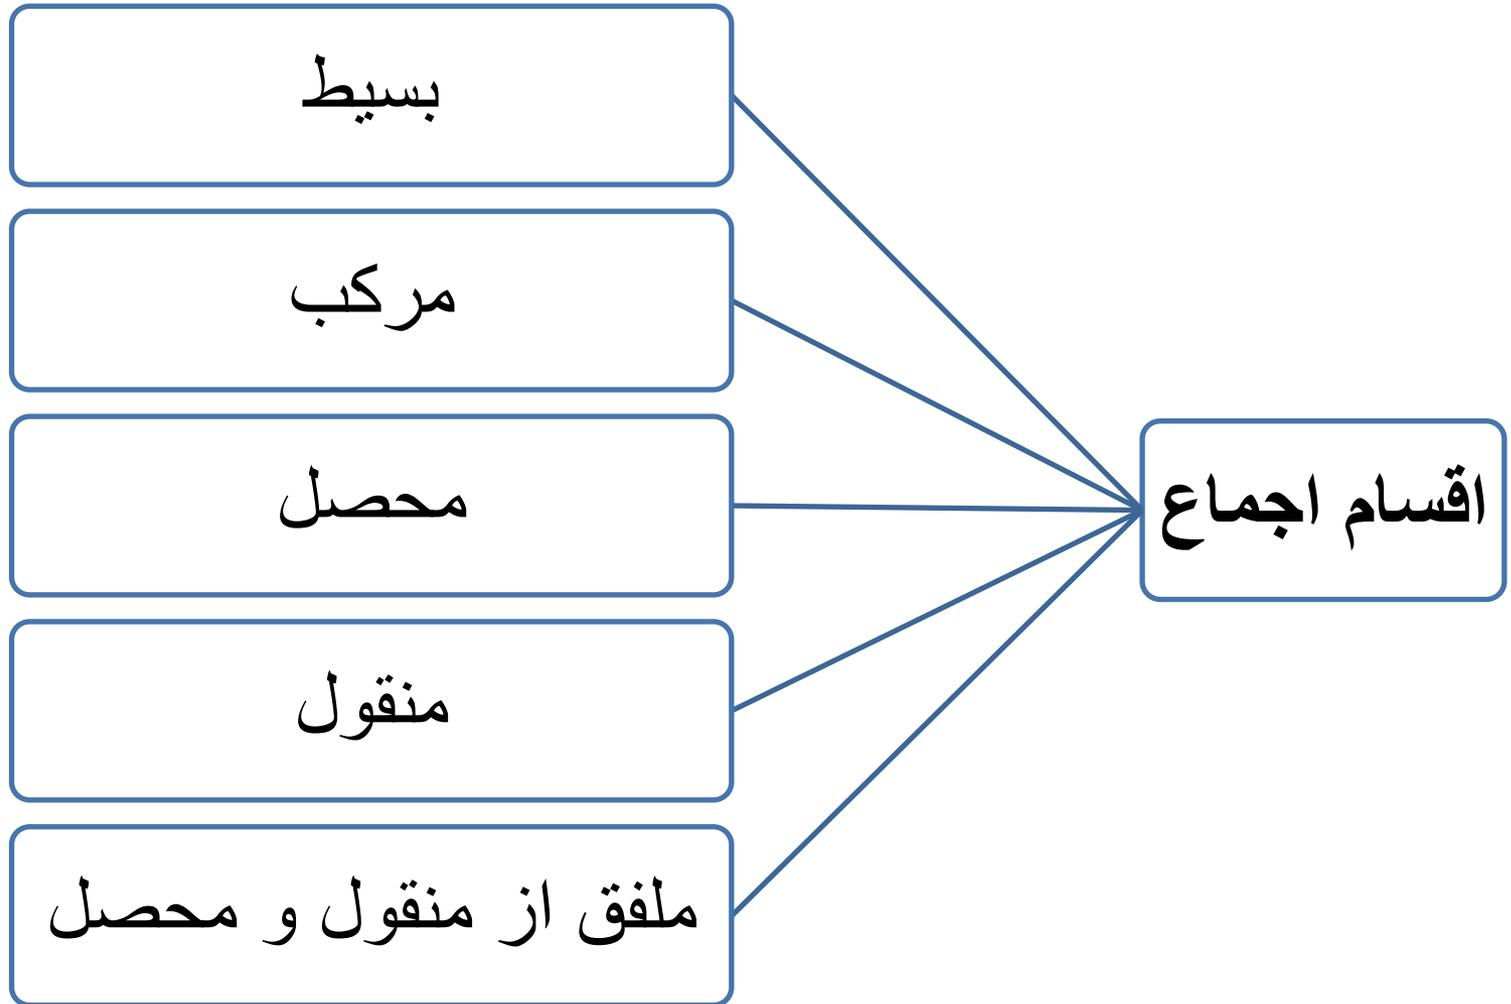 اقسام اجماع
بسیط
مرکب
محصل
منقول
ملفق از منقول و محصل